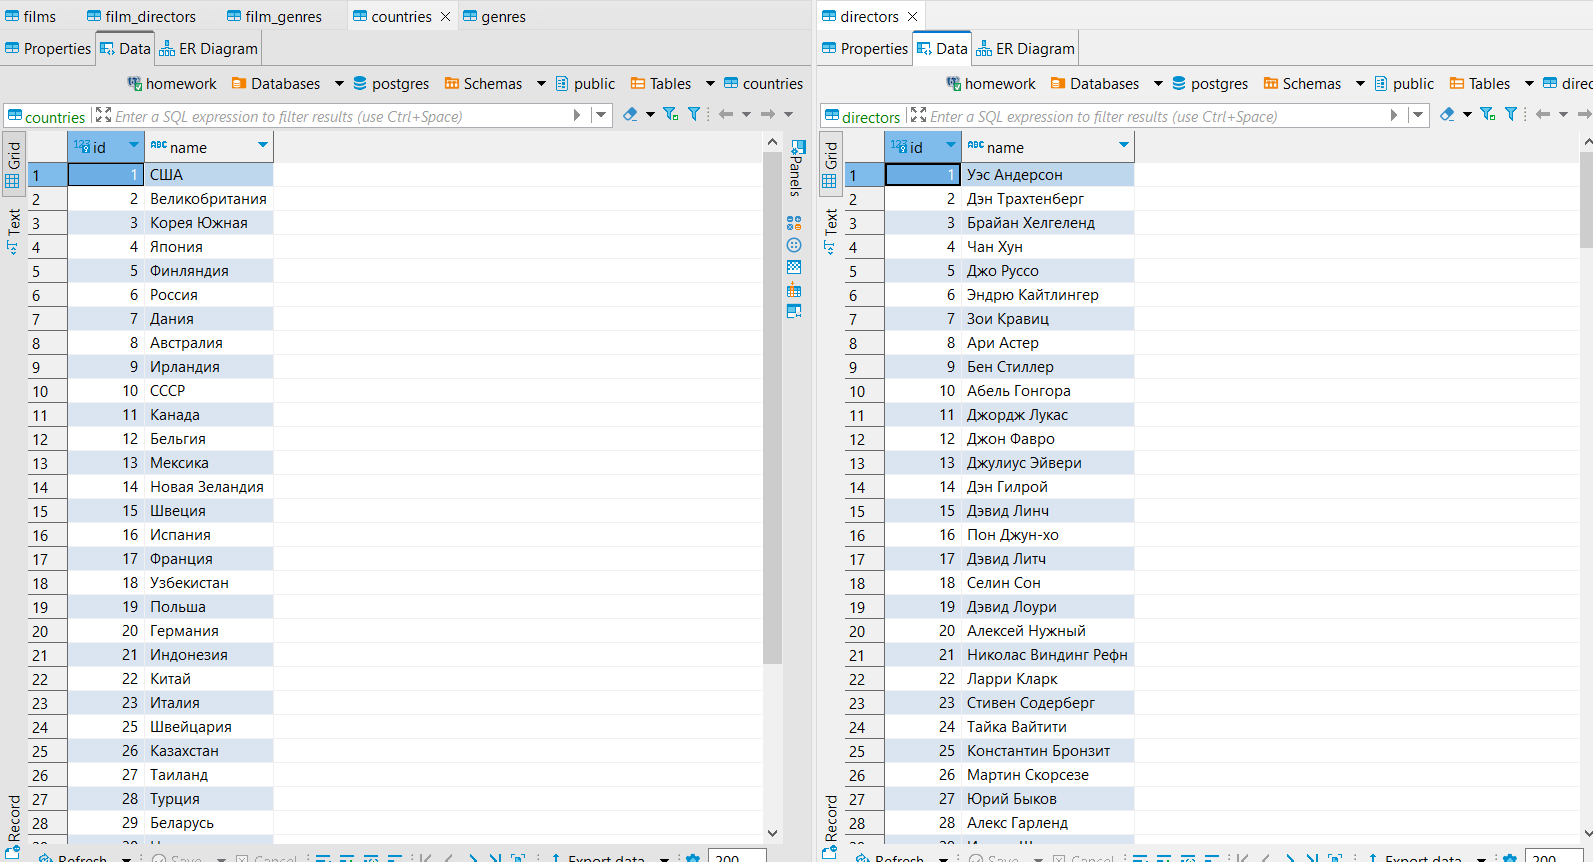 films film_directors film_genres countries genres
Properties Data ER Diagram
homework Databases postgres Schemas public Tables countries
countries Enter a SQL expression to filter results (use Ctrl+Space)
Grid
Text
Record
123 id ABC name
1 1 США
2 2 Великобритания
3 3 Корея Южная
4 4 Япония
5 5 Финляндия
6 6 Россия
7 7 Дания
8 8 Австралия
9 9 Ирландия
10 10 СССР
11 11 Канада
12 12 Бельгия
13 13 Мексика
14 14 Новая Зеландия
15 15 Швеция
16 16 Испания
17 17 Франция
18 18 Узбекистан
19 19 Польша
20 20 Германия
21 21 Индонезия
22 22 Китай
23 23 Италия
24 25 Швейцария
25 26 Казахстан
26 27 Таиланд
27 28 Турция
28 29 Беларусь
Panels
Refresh Save Cancel Export data 200
directors
Properties Data ER Diagram
homework Databases postgres Schemas public Tables direc
directors Enter a SQL expression to filter results (use Ctrl+Space)
Grid
Text
Record
123 id ABC name
1 1 Уэс Андерсон
2 2 Дэн Трахтенберг
3 3 Брайан Хелгеленд
4 4 Чан Хун
5 5 Джо Руссо
6 6 Эндрю Кайтлингер
7 7 Зои Кравиц
8 8 Ари Астер
9 9 Бен Стиллер
10 10 Абель Гонгора
11 11 Джордж Лукас
12 12 Джон Фавро
13 13 Джулиус Эйвери
14 14 Дэн Гилрой
15 15 Дэвид Линч
16 16 Пон Джун-хо
17 17 Дэвид Литч
18 18 Селин Сон
19 19 Дэвид Лоури
20 20 Алексей Нужный
21 21 Николас Виндинг Рефн
22 22 Ларри Кларк
23 23 Стивен Содерберг
24 24 Тайка Вайтити
25 25 Константин Бронзит
26 26 Мартин Скорсезе
27 27 Юрий Быков
28 28 Алекс Гарленд
Refresh Save Cancel Export data 200